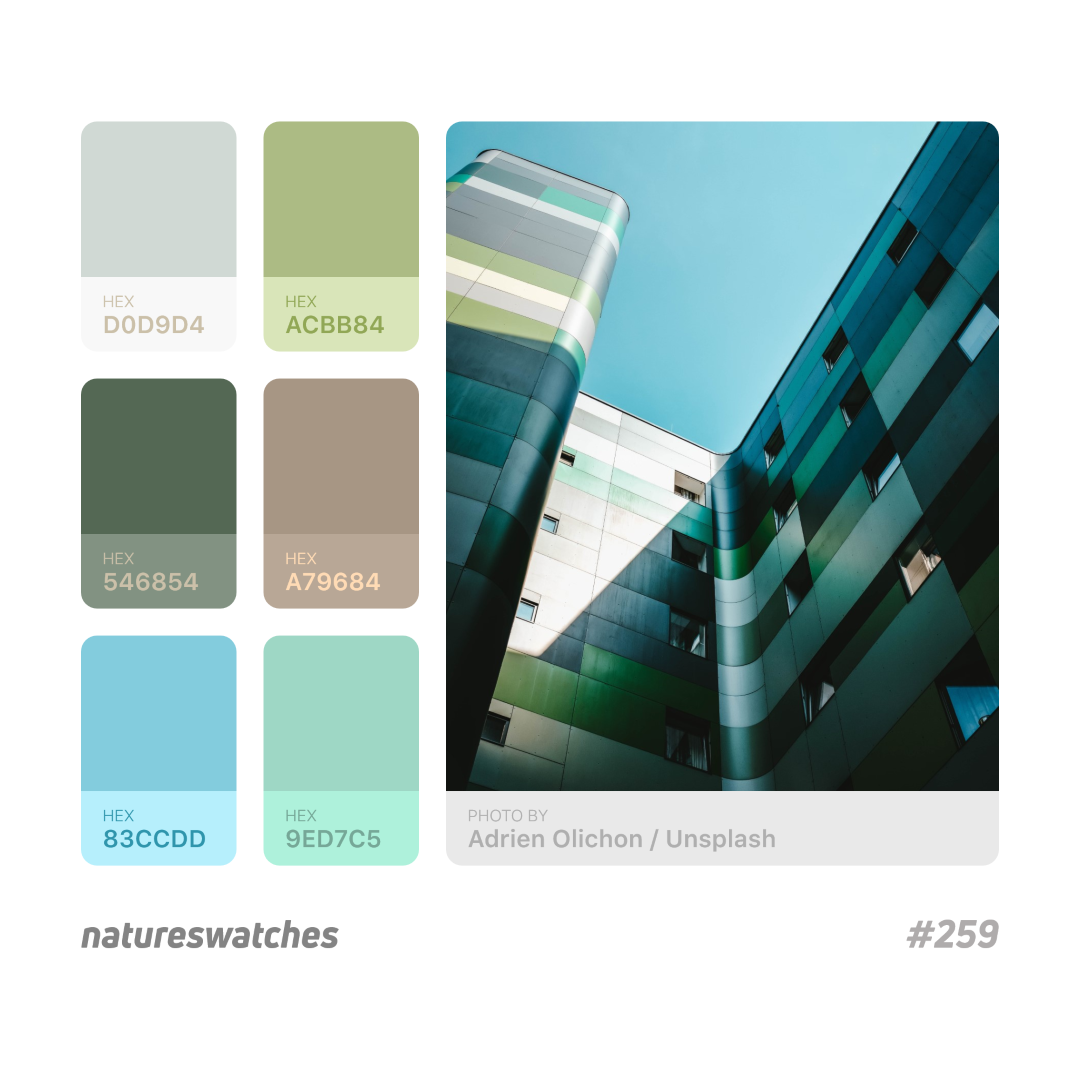 HEX
D0D9D4
HEX
ACBB84
HEX
546854
HEX
A79684
HEX
83CCDD
HEX
9ED7C5
PHOTO BY
Adrien Olichon / Unsplash
natureswatches
#259